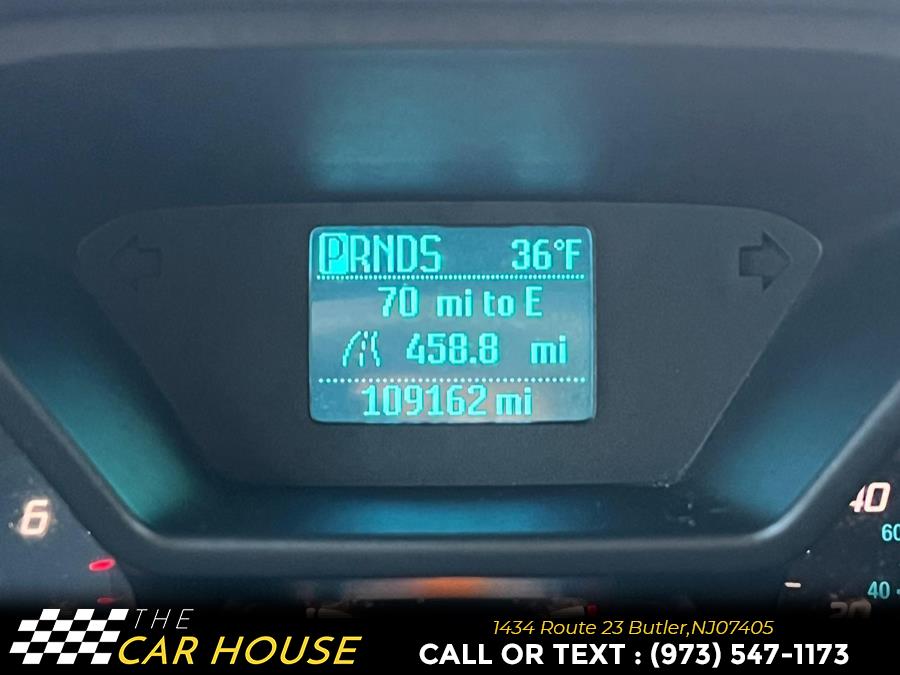 PRNDS 36°F
70 mi to E
458.8 mi
109162 mi
6
40
60
40
20
THE
CAR HOUSE
1434 Route 23 Butler,NJ07405
CALL OR TEXT : (973) 547-1173